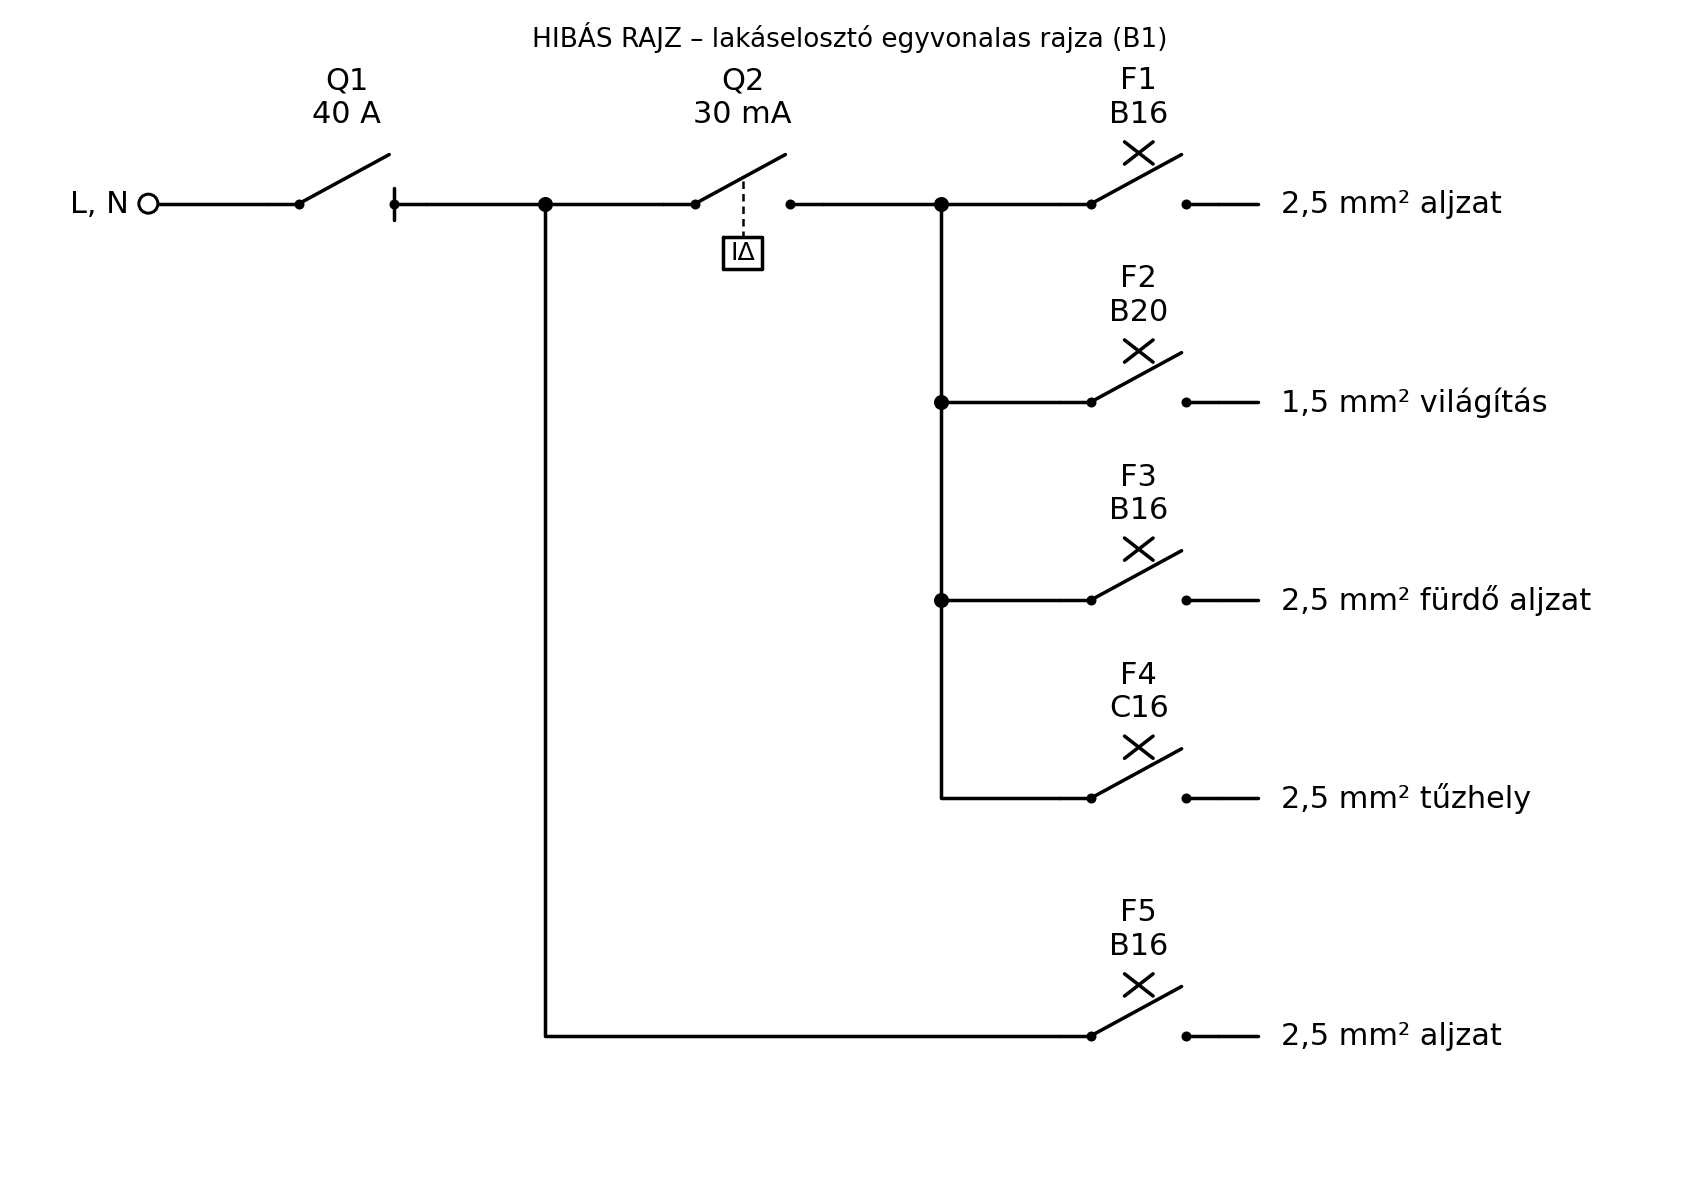 HIBÁS RAJZ – lakáselosztó egyvonalas rajza (B1)
Q1
40 A
Q2
30 mA
F1
B16
L, N
IΔ
2,5 mm² aljzat
F2
B20
1,5 mm² világítás
F3
B16
2,5 mm² fürdő aljzat
F4
C16
2,5 mm² tűzhely
F5
B16
2,5 mm² aljzat